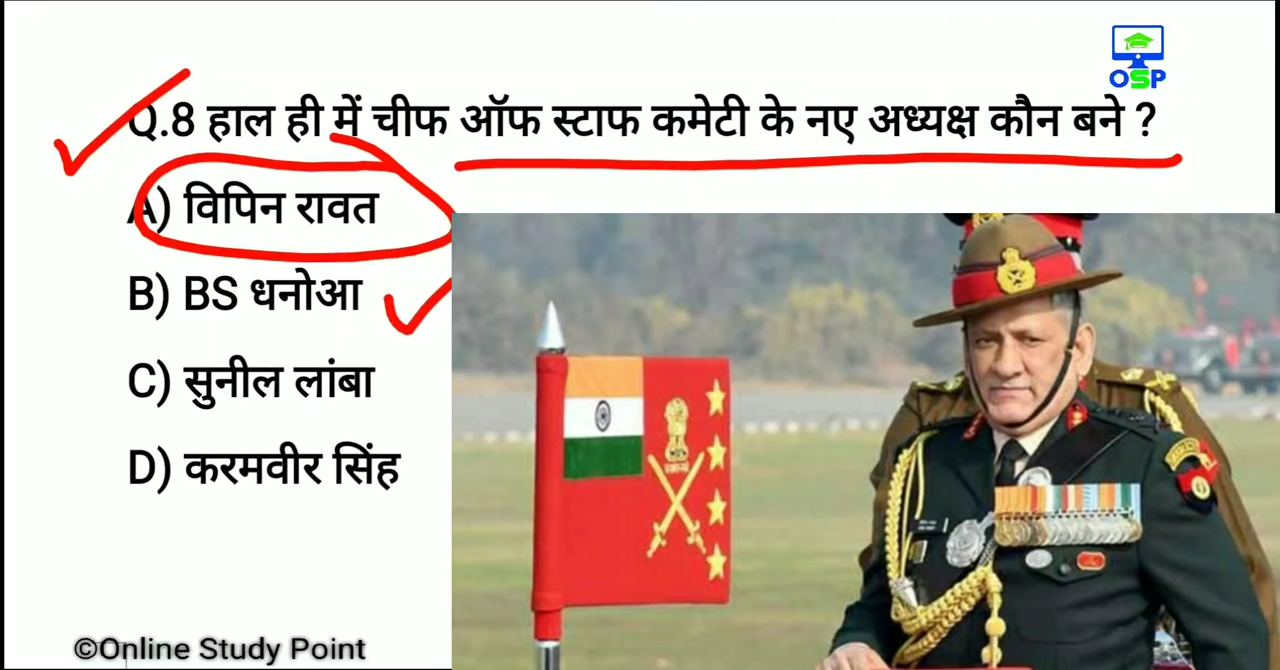 OSP
Q.8 हाल ही में चीफ ऑफ स्टाफ कमेटी के नए अध्यक्ष कौन बने ?
A) विपिन रावत
B) BS धनोआ
C) सुनील लांबा
D) करमवीर सिंह
©Online Study Point